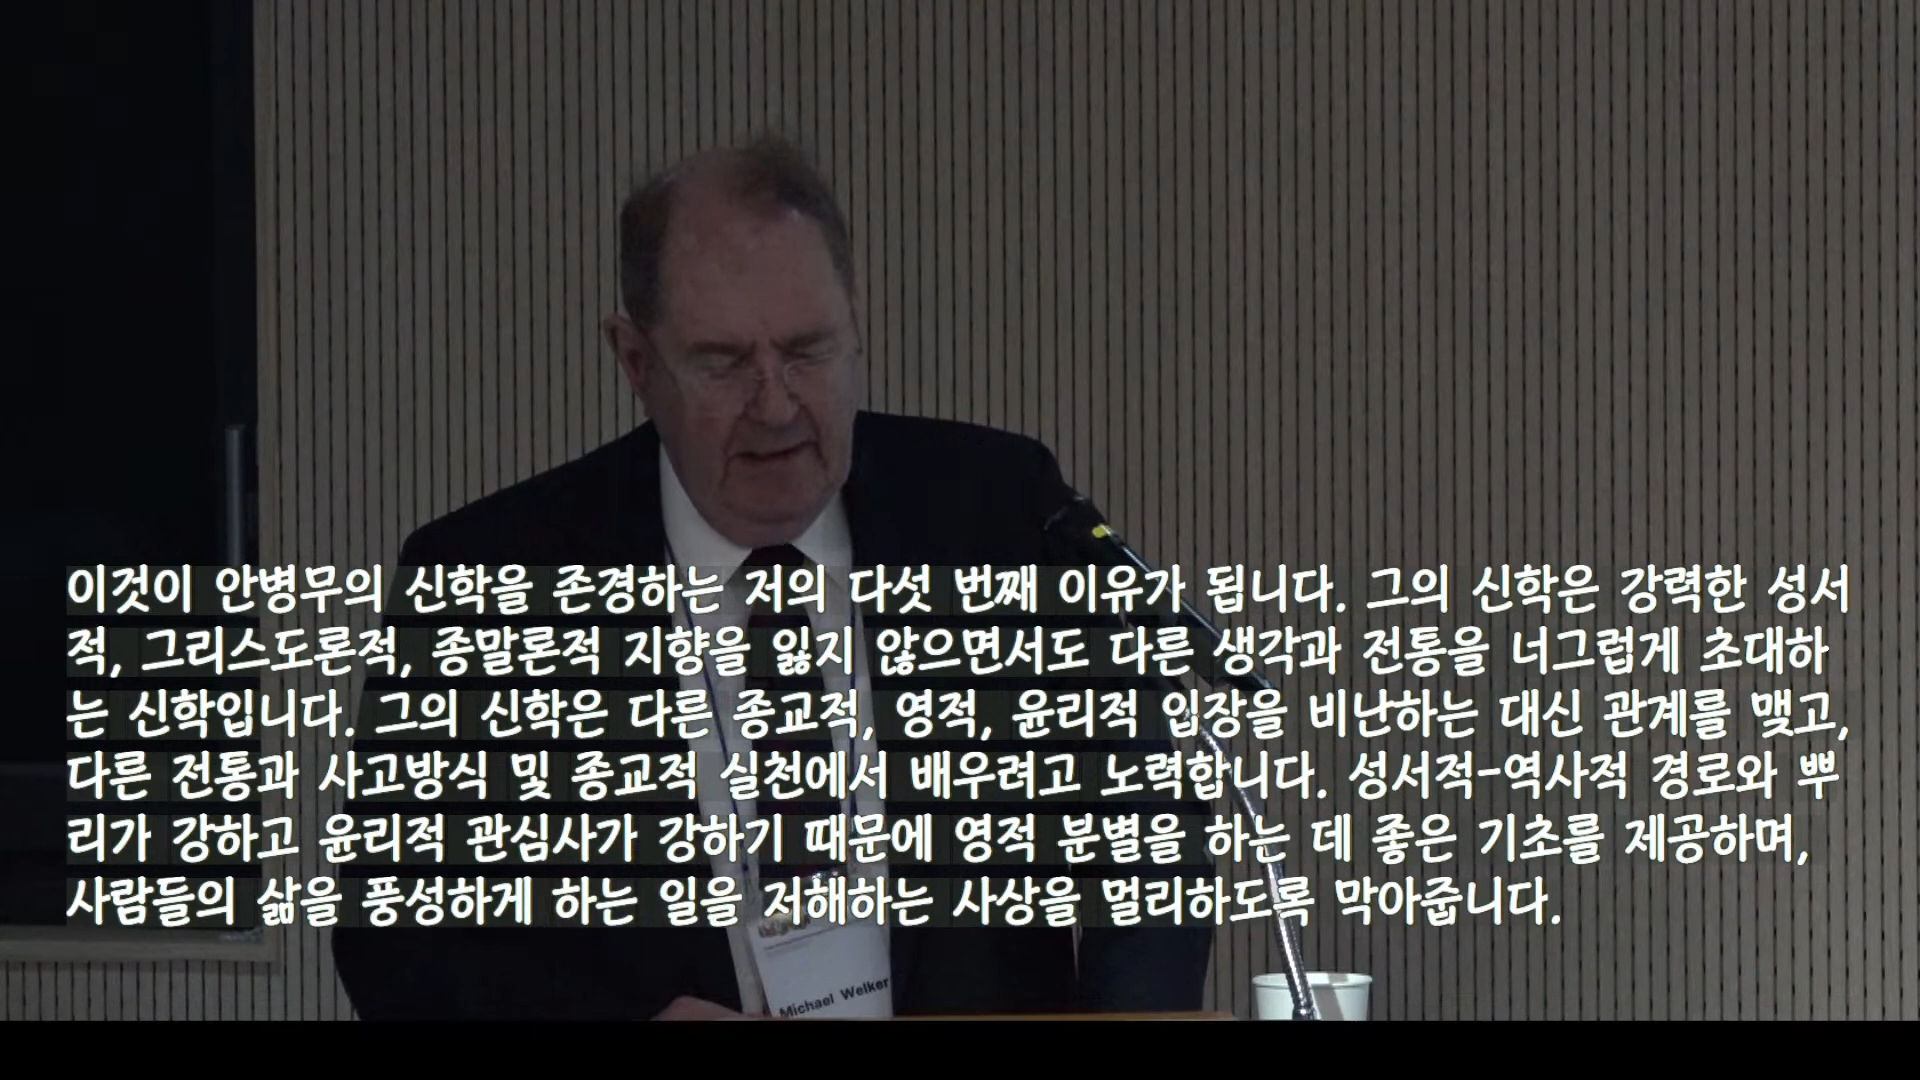 이것이 안병무의 신학을 존경하는 저의 다섯 번째 이유가 됩니다. 그의 신학은 강력한 성서
적, 그리스도론적, 종말론적 지향을 잃지 않으면서도 다른 생각과 전통을 너그럽게 초대하
는 신학입니다. 그의 신학은 다른 종교적, 영적, 윤리적 입장을 비난하는 대신 관계를 맺고,
다른 전통과 사고방식 및 종교적 실천에서 배우려고 노력합니다. 성서적-역사적 경로와 뿌
리가 강하고 윤리적 관심사가 강하기 때문에 영적 분별을 하는 데 좋은 기초를 제공하며,
사람들의 삶을 풍성하게 하는 일을 저해하는 사상을 멀리하도록 막아줍니다.
Michael Welker